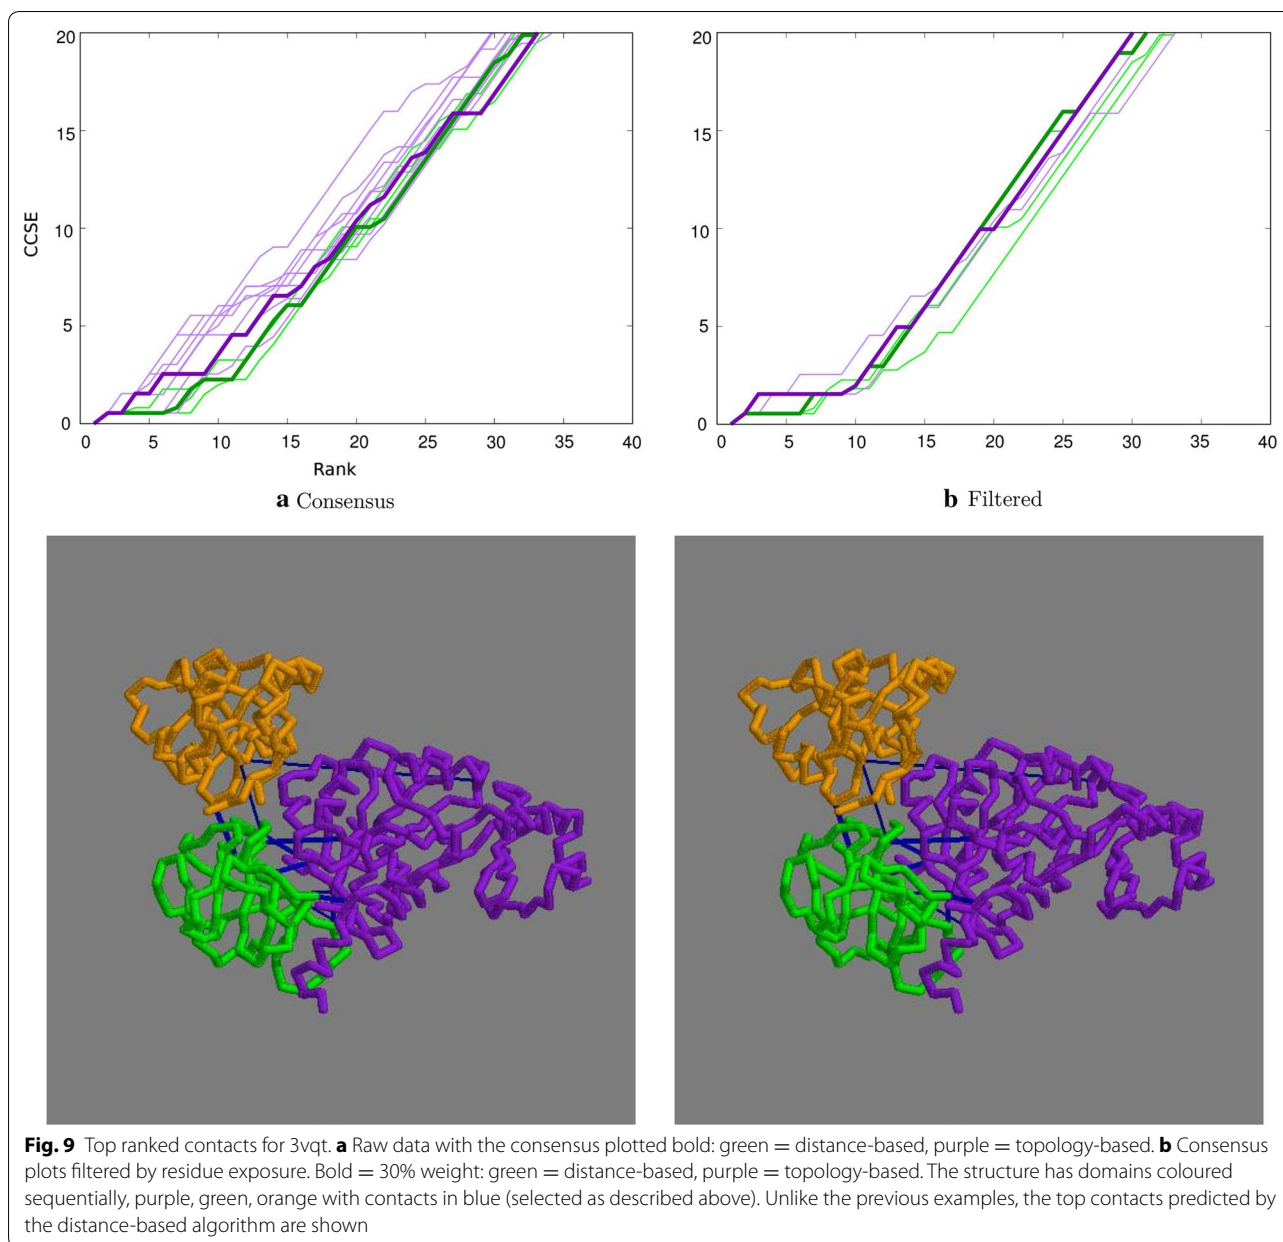 20
15
10
5
0
CCSE
0 5 10 15 20 25 30 35 40
Rank
a Consensus
20
15
10
5
0
0 5 10 15 20 25 30 35 40
b Filtered
Fig. 9 Top ranked contacts for 3vqt. a Raw data with the consensus plotted bold: green = distance-based, purple = topology-based. b Consensus
plots filtered by residue exposure. Bold = 30% weight: green = distance-based, purple = topology-based. The structure has domains coloured
sequentially, purple, green, orange with contacts in blue (selected as described above). Unlike the previous examples, the top contacts predicted by
the distance-based algorithm are shown